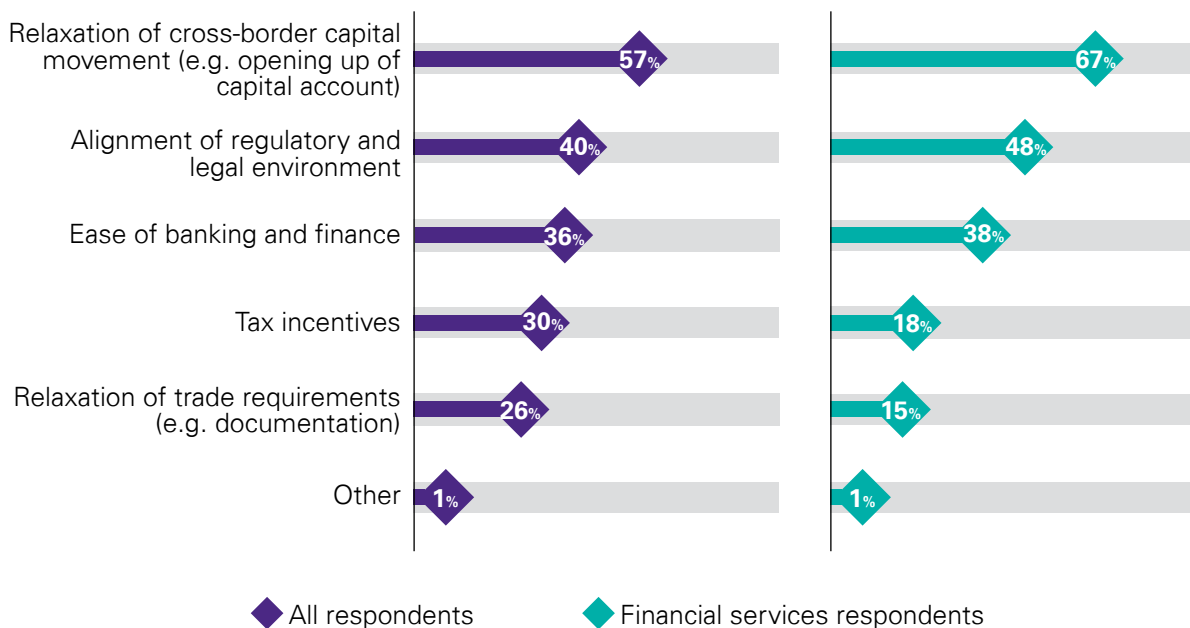 Relaxation of cross-border capital
movement (e.g. opening up of
capital account)
57%
67%
Alignment of regulatory and
legal environment
40%
48%
Ease of banking and finance
36%
38%
Tax incentives
30%
18%
Relaxation of trade requirements
(e.g. documentation)
26%
15%
Other
1%
1%
All respondents
Financial services respondents